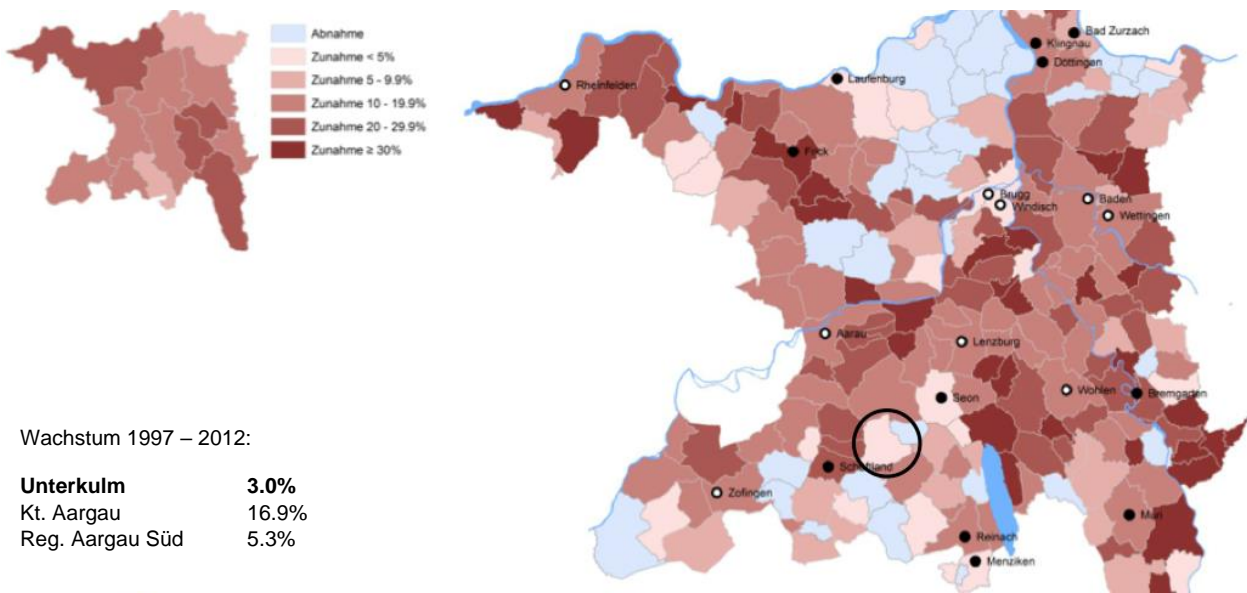 Abnahme
Zunahme < 5%
Zunahme 5 - 9.9%
Zunahme 10 - 19.9%
Zunahme 20 - 29.9%
Zunahme ≥ 30%
Bad Zurzach
Klingnau
Döttingen
Laufenburg
Rheinfelden
Frick
Brugg
Windisch
Baden
Wettingen
Aarau
Lenzburg
Seon
Wohlen
Bremgarten
Schöftland
Zofingen
Muri
Reinach
Menziken
Wachstum 1997 – 2012:
Unterkulm 3.0%
Kt. Aargau 16.9%
Reg. Aargau Süd 5.3%